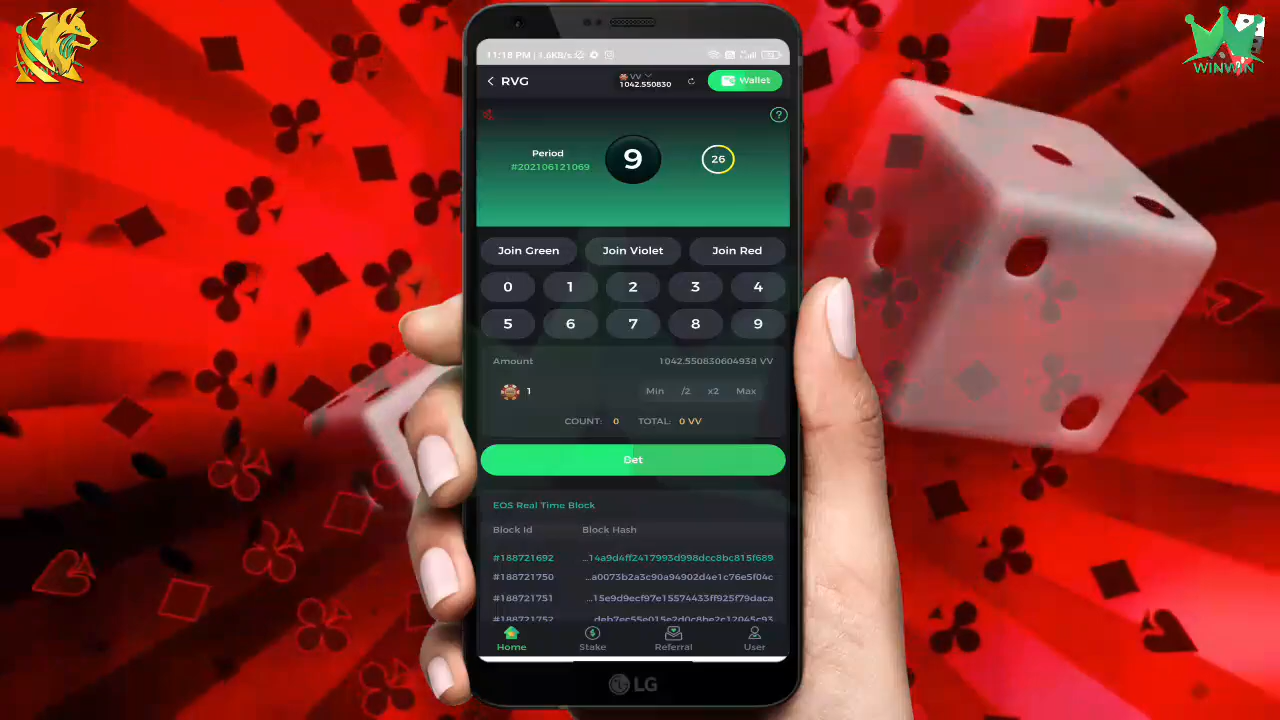 WINWAN
11:18 PM | 1.6KB/s
RVG
VV
1042.550830
Wallet
?
Period
#202106121069
9
26
Join Green Join Violet Join Red
0 1 2 3 4
5 6 7 8 9
Amount 1042.550830604938 VV
1 Min /2 x2 Max
COUNT: 0 TOTAL: 0 VV
Bet
EOS Real Time Block
Block Id Block Hash
#188721692 ...14a9d4ff2417993d998dcc8bc815f689
#188721750 ...a0073b2a3c90a94902d4e1c76e5f04c
#188721751 ...15e9d9ecf97e15574433ff925f79daca
#188721752 ...deb7ec55e015e2d0c8be2c12045c93
Home Stake Referral User
LG